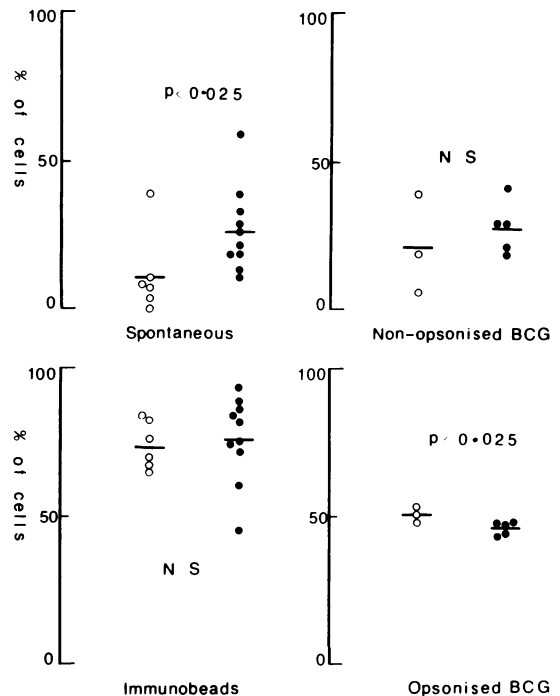 100
% of cells
50
0
p< 0·025
Spontaneous
100
50
0
N S
Non-opsonised BCG
100
% of cells
50
0
N S
Immunobeads
100
50
0
p< 0·025
Opsonised BCG